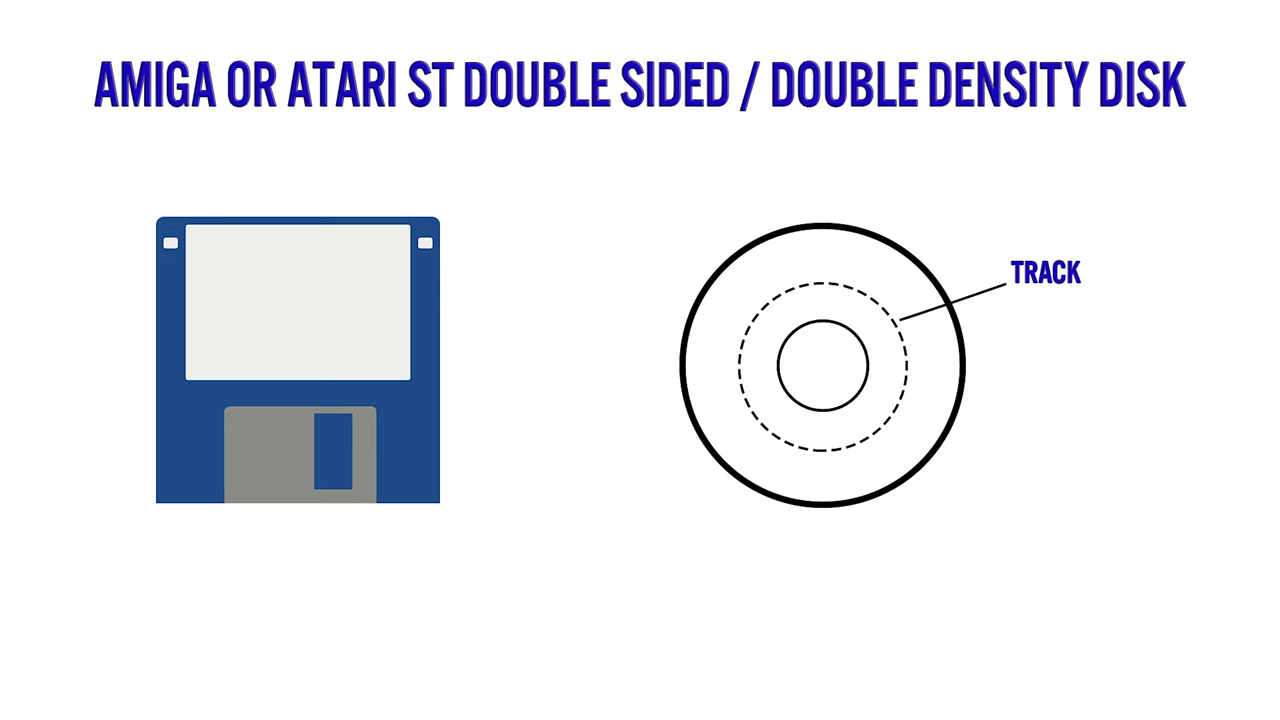 AMIGA OR ATARI ST DOUBLE SIDED / DOUBLE DENSITY DISK
TRACK